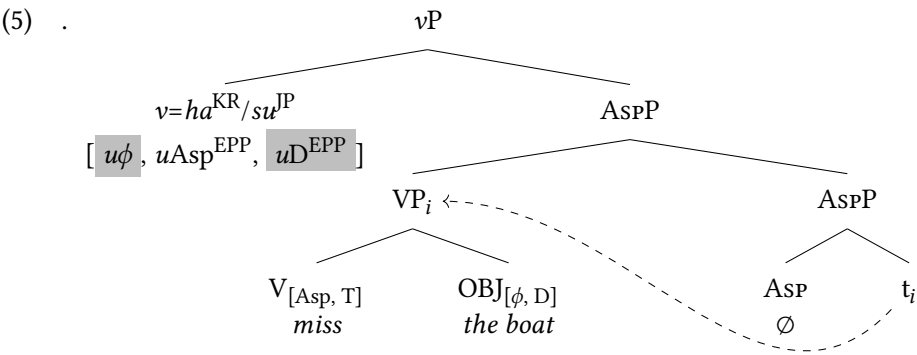 (5) .
vP
v=ha^KR/su^JP AspP
[ uϕ , uAsp^EPP, uD^EPP ]
VP_i AspP
V_[Asp, T] OBJ_[ϕ, D] Asp t_i
miss the boat ∅